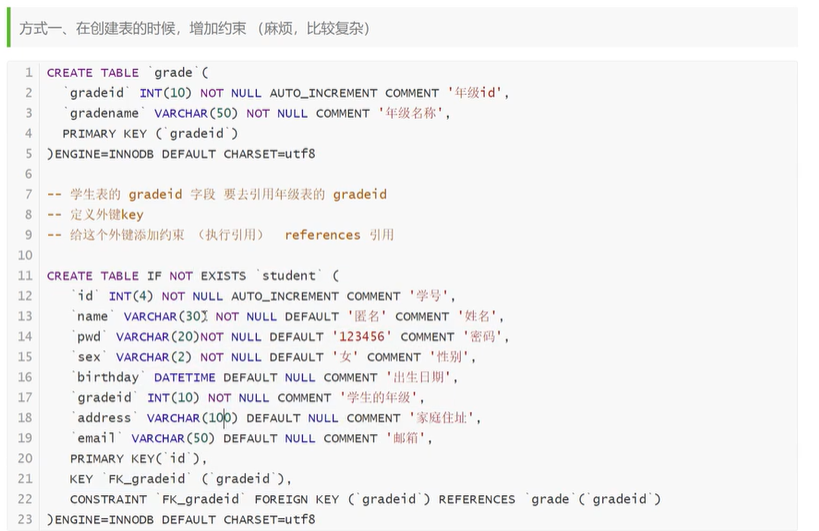 方式一、在创建表的时候，增加约束 （麻烦，比较复杂）
1 CREATE TABLE `grade`(
2 `gradeid` INT(10) NOT NULL AUTO_INCREMENT COMMENT '年级id',
3 `gradename` VARCHAR(50) NOT NULL COMMENT '年级名称',
4 PRIMARY KEY (`gradeid`)
5 )ENGINE=INNODB DEFAULT CHARSET=utf8
6
7 -- 学生表的 gradeid 字段 要去引用年级表的 gradeid
8 -- 定义外键key
9 -- 给这个外键添加约束 （执行引用） references 引用
10
11 CREATE TABLE IF NOT EXISTS `student` (
12 `id` INT(4) NOT NULL AUTO_INCREMENT COMMENT '学号',
13 `name` VARCHAR(30) NOT NULL DEFAULT '匿名' COMMENT '姓名',
14 `pwd` VARCHAR(20)NOT NULL DEFAULT '123456' COMMENT '密码',
15 `sex` VARCHAR(2) NOT NULL DEFAULT '女' COMMENT '性别',
16 `birthday` DATETIME DEFAULT NULL COMMENT '出生日期',
17 `gradeid` INT(10) NOT NULL COMMENT '学生的年级',
18 `address` VARCHAR(100) DEFAULT NULL COMMENT '家庭住址',
19 `email` VARCHAR(50) DEFAULT NULL COMMENT '邮箱',
20 PRIMARY KEY(`id`),
21 KEY `FK_gradeid` (`gradeid`),
22 CONSTRAINT `FK_gradeid` FOREIGN KEY (`gradeid`) REFERENCES `grade`(`gradeid`)
23 )ENGINE=INNODB DEFAULT CHARSET=utf8